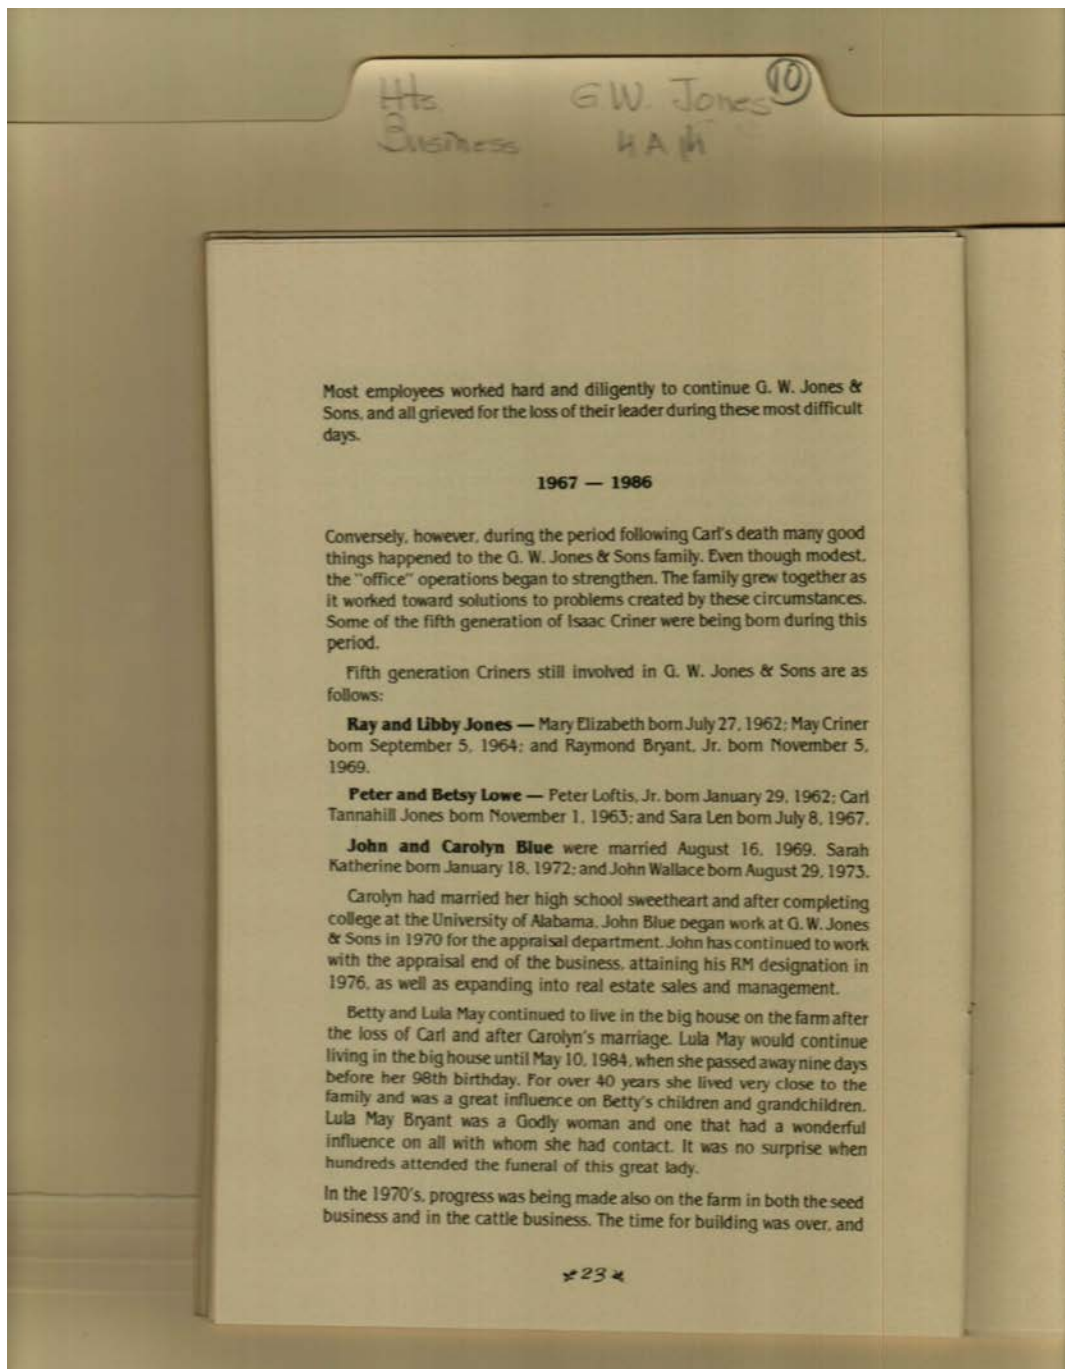 Hts. G.W. Jones 10
Business
Most employees worked hard and diligently to continue G. W. Jones &
Sons, and all grieved for the loss of their leader during these most difficult
days.
1967 — 1986
Conversely, however, during the period following Carl's death many good
things happened to the G. W. Jones & Sons family. Even though modest,
the "office" operations began to strengthen. The family grew together as
it worked toward solutions to problems created by these circumstances.
Some of the fifth generation of Isaac Criner were being born during this
period.
Fifth generation Criners still involved in G. W. Jones & Sons are as
follows:
Ray and Libby Jones — Mary Elizabeth born July 27, 1962; May Criner
born September 5, 1964; and Raymond Bryant, Jr. born November 5,
1969.
Peter and Betsy Lowe — Peter Loftis, Jr. born January 29, 1962; Carl
Tannahill Jones born November 1, 1963; and Sara Len born July 8, 1967.
John and Carolyn Blue were married August 16, 1969. Sarah
Katherine born January 18, 1972; and John Wallace born August 29, 1973.
Carolyn had married her high school sweetheart and after completing
college at the University of Alabama, John Blue began work at G. W. Jones
& Sons in 1970 for the appraisal department. John has continued to work
with the appraisal end of the business, attaining his RM designation in
1976, as well as expanding into real estate sales and management.
Betty and Lula May continued to live in the big house on the farm after
the loss of Carl and after Carolyn's marriage. Lula May would continue
living in the big house until May 10, 1984, when she passed away nine days
before her 98th birthday. For over 40 years she lived very close to the
family and was a great influence on Betty's children and grandchildren.
Lula May Bryant was a Godly woman and one that had a wonderful
influence on all with whom she had contact. It was no surprise when
hundreds attended the funeral of this great lady.
In the 1970's, progress was being made also on the farm in both the seed
business and in the cattle business. The time for building was over, and
23